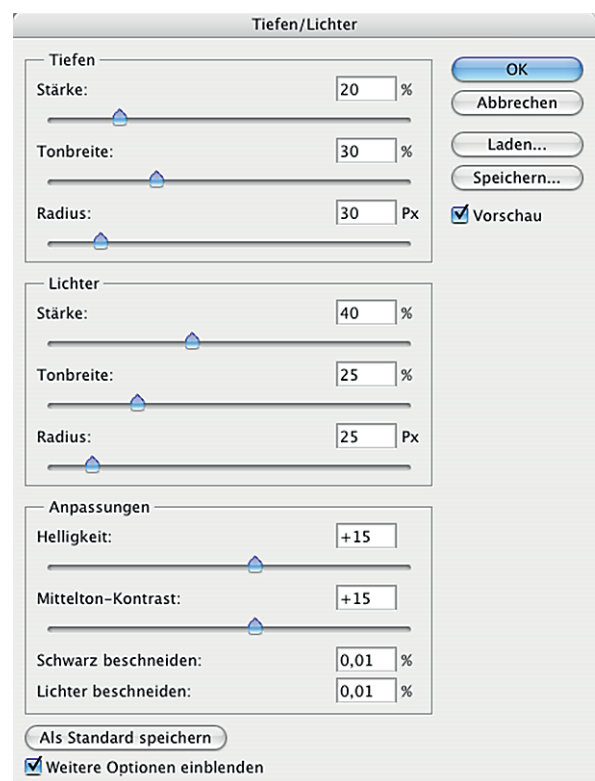 Tiefen/Lichter
Tiefen
Stärke: 20 %
Tonbreite: 30 %
Radius: 30 Px
Lichter
Stärke: 40 %
Tonbreite: 25 %
Radius: 25 Px
Anpassungen
Helligkeit: +15
Mittelton-Kontrast: +15
Schwarz beschneiden: 0,01 %
Lichter beschneiden: 0,01 %
Als Standard speichern
Weitere Optionen einblenden
OK
Abbrechen
Laden...
Speichern...
Vorschau